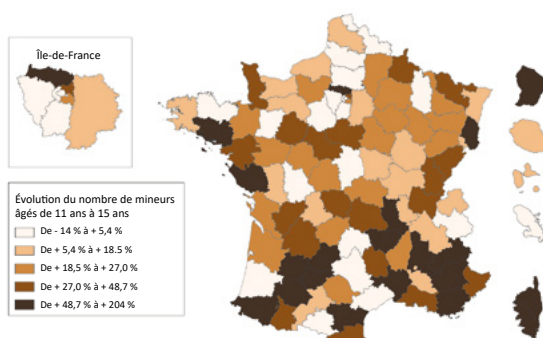 Île-de-France
Évolution du nombre de mineurs
âgés de 11 ans à 15 ans
De - 14 % à + 5,4 %
De + 5,4 % à + 18.5 %
De + 18,5 % à + 27,0 %
De + 27,0 % à + 48,7 %
De + 48,7 % à + 204 %